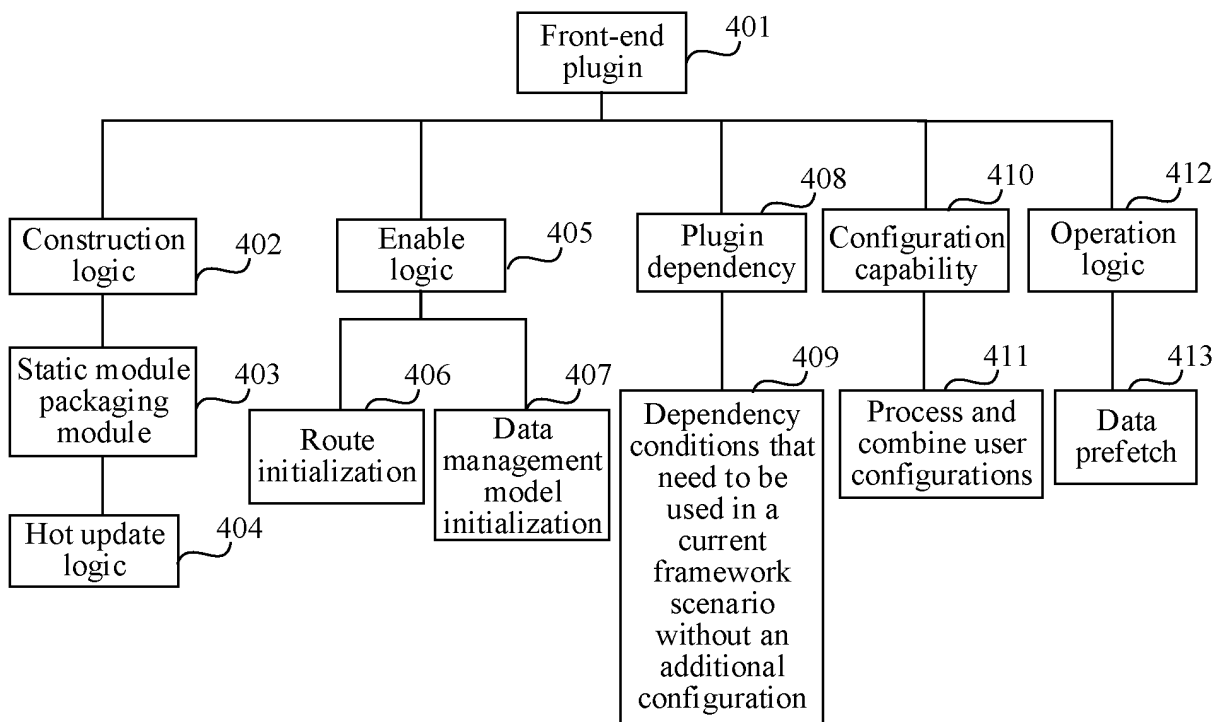 Front-end
plugin
401
Construction
logic
402
Enable
logic
405
Plugin
dependency
408
Configuration
capability
410
Operation
logic
412
Static module
packaging
module
403
Route
initialization
406
Data
management
model
initialization
407
Dependency
conditions that
need to be
used in a
current
framework
scenario
without an
additional
configuration
409
Process and
combine user
configurations
411
Data
prefetch
413
Hot update
logic
404